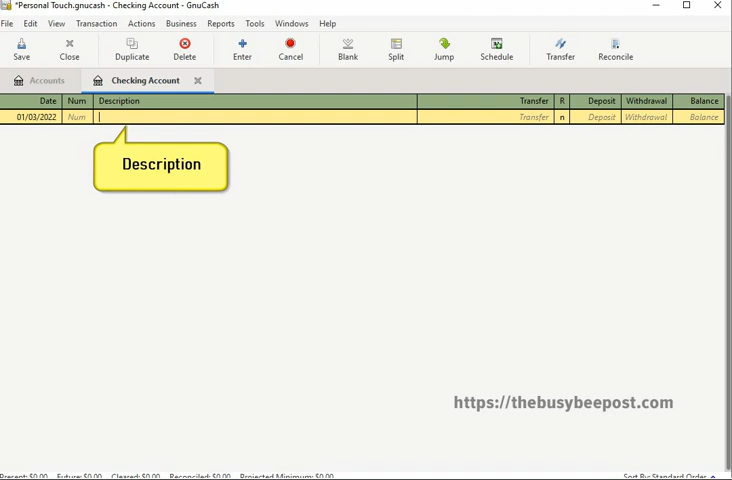 *Personal Touch.gnucash - Checking Account - GnuCash
File Edit View Transaction Actions Business Reports Tools Windows Help
Save Close Duplicate Delete Enter Cancel Blank Split Jump Schedule Transfer Reconcile
Accounts Checking Account
Date Num Description Transfer R Deposit Withdrawal Balance
01/03/2022 Num Transfer n Deposit Withdrawal Balance
Description
https://thebusybeepost.com
Present: $0.00 Future: $0.00 Cleared: $0.00 Reconciled: $0.00 Projected Minimum: $0.00 Sort By: Standard Order